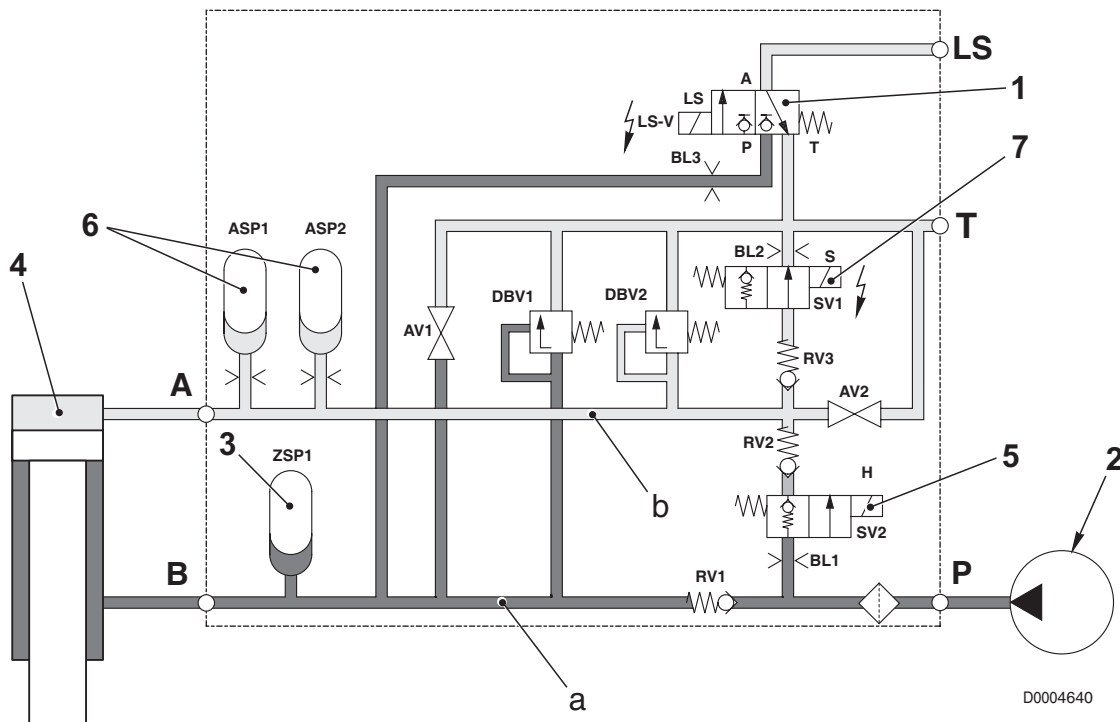 LS
A
1
LS
LS-V
P
T
7
BL3
6
ASP1
ASP2
T
4
BL2
S
DBV1
DBV2
SV1
AV1
RV3
A
AV2
3
ZSP1
RV2
5
2
H
b
SV2
B
BL1
P
RV1
a
D0004640